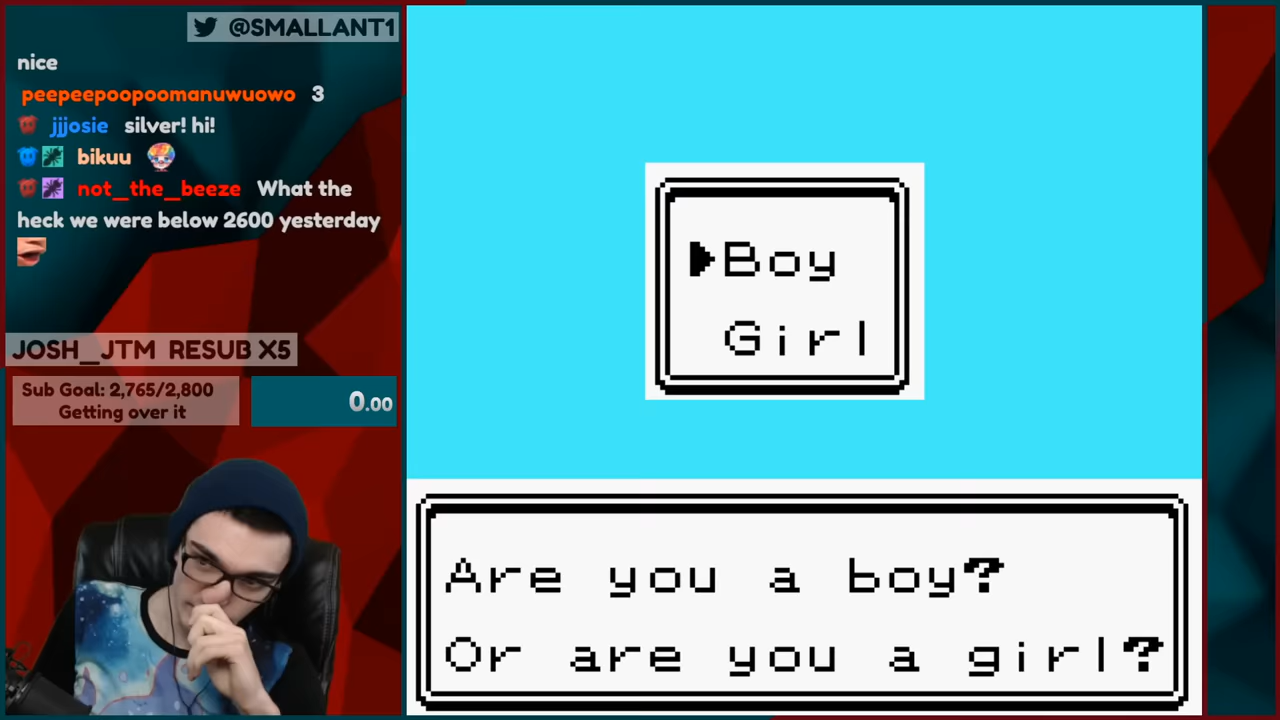 @SMALLANT1
nice
peepeepoopoomanuwuowo 3
jjjosie silver! hi!
bikuu
not_the_beeze What the
heck we were below 2600 yesterday
JOSH_JTM RESUB X5
Sub Goal: 2,765/2,800
Getting over it
0.00
Boy
Girl
Are you a boy?
Or are you a girl?